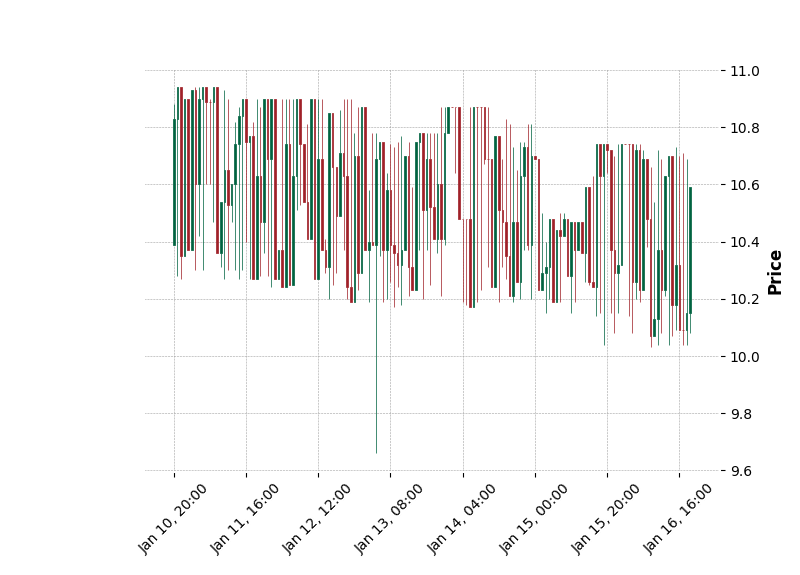 11.0
10.8
10.6
10.4
10.2
10.0
9.8
9.6
Price
Jan 10, 20:00
Jan 11, 16:00
Jan 12, 12:00
Jan 13, 08:00
Jan 14, 04:00
Jan 15, 00:00
Jan 15, 20:00
Jan 16, 16:00